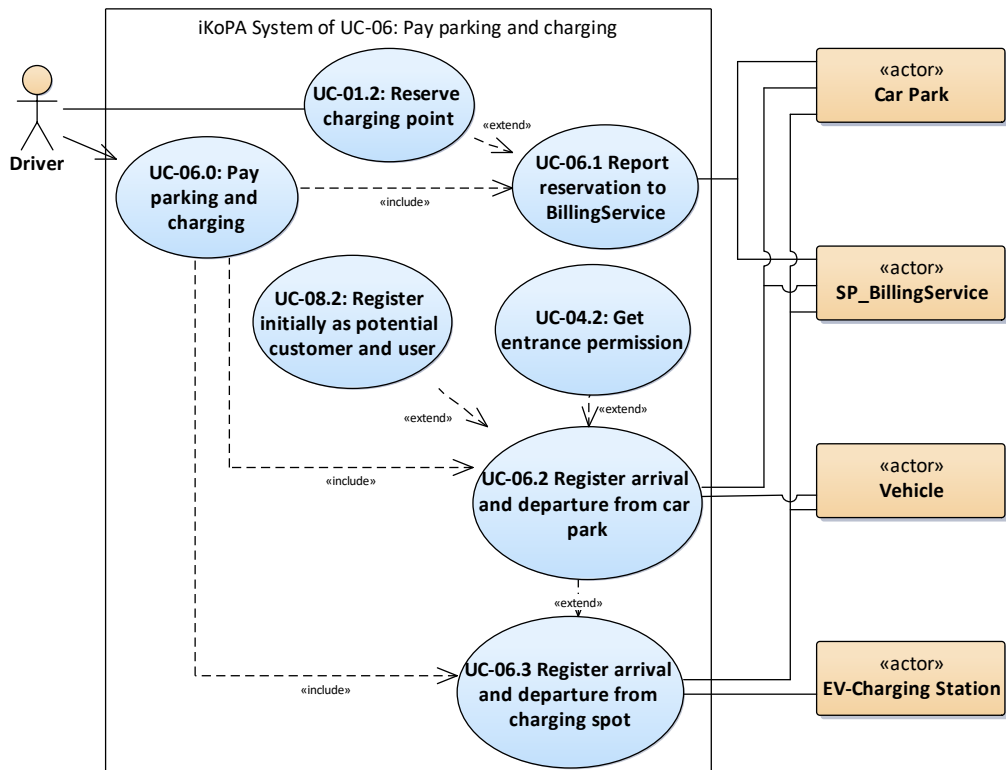 iKoPA System of UC-06: Pay parking and charging
Driver
UC-01.2: Reserve
charging point
«extend»
UC-06.0: Pay
parking and
charging
«include»
UC-06.1 Report
reservation to
BillingService
UC-08.2: Register
initially as potential
customer and user
UC-04.2: Get
entrance permission
«extend»
«extend»
«include»
UC-06.2 Register arrival
and departure from car
park
«extend»
«include»
UC-06.3 Register arrival
and departure from
charging spot
«actor»
Car Park
«actor»
SP_BillingService
«actor»
Vehicle
«actor»
EV-Charging Station